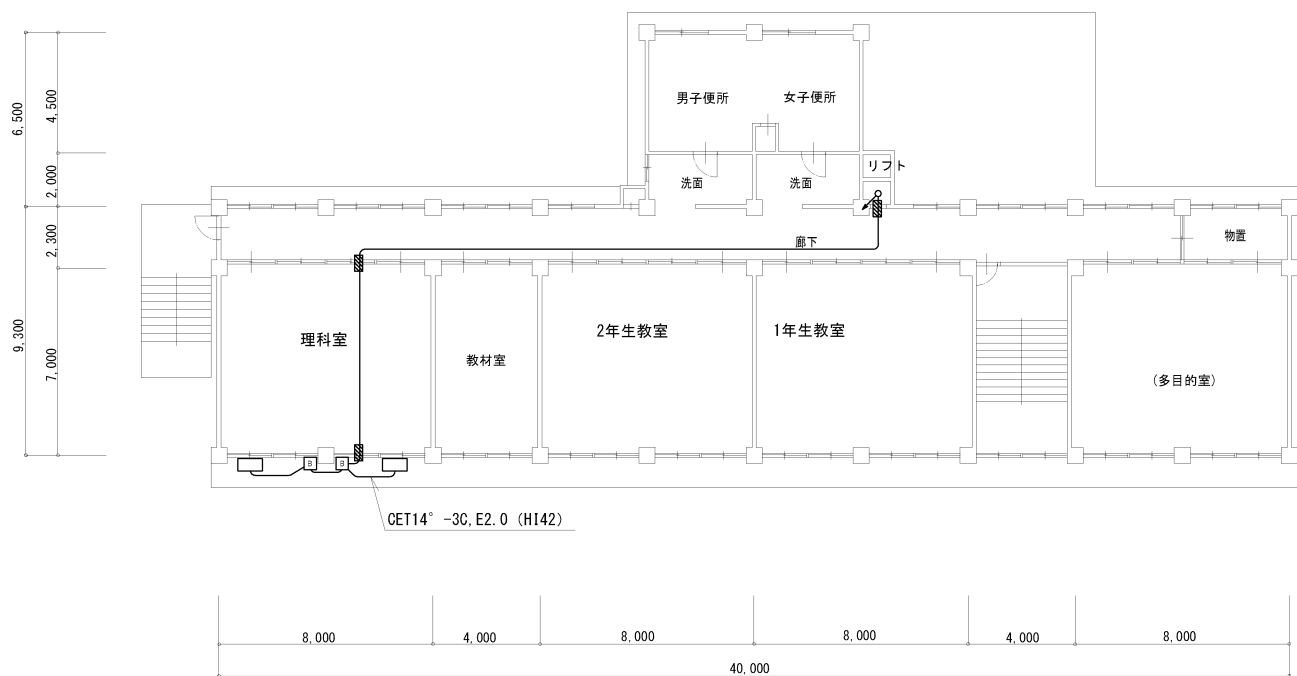 男子便所
女子便所
リフト
洗面
洗面
廊下
物置
理科室
教材室
2年生教室
1年生教室
(多目的室)
B
B
CET14°-3C,E2.0 (HI42)
6,500
4,500
2,000
2,300
9,300
7,000
8,000
4,000
8,000
8,000
4,000
8,000
40,000